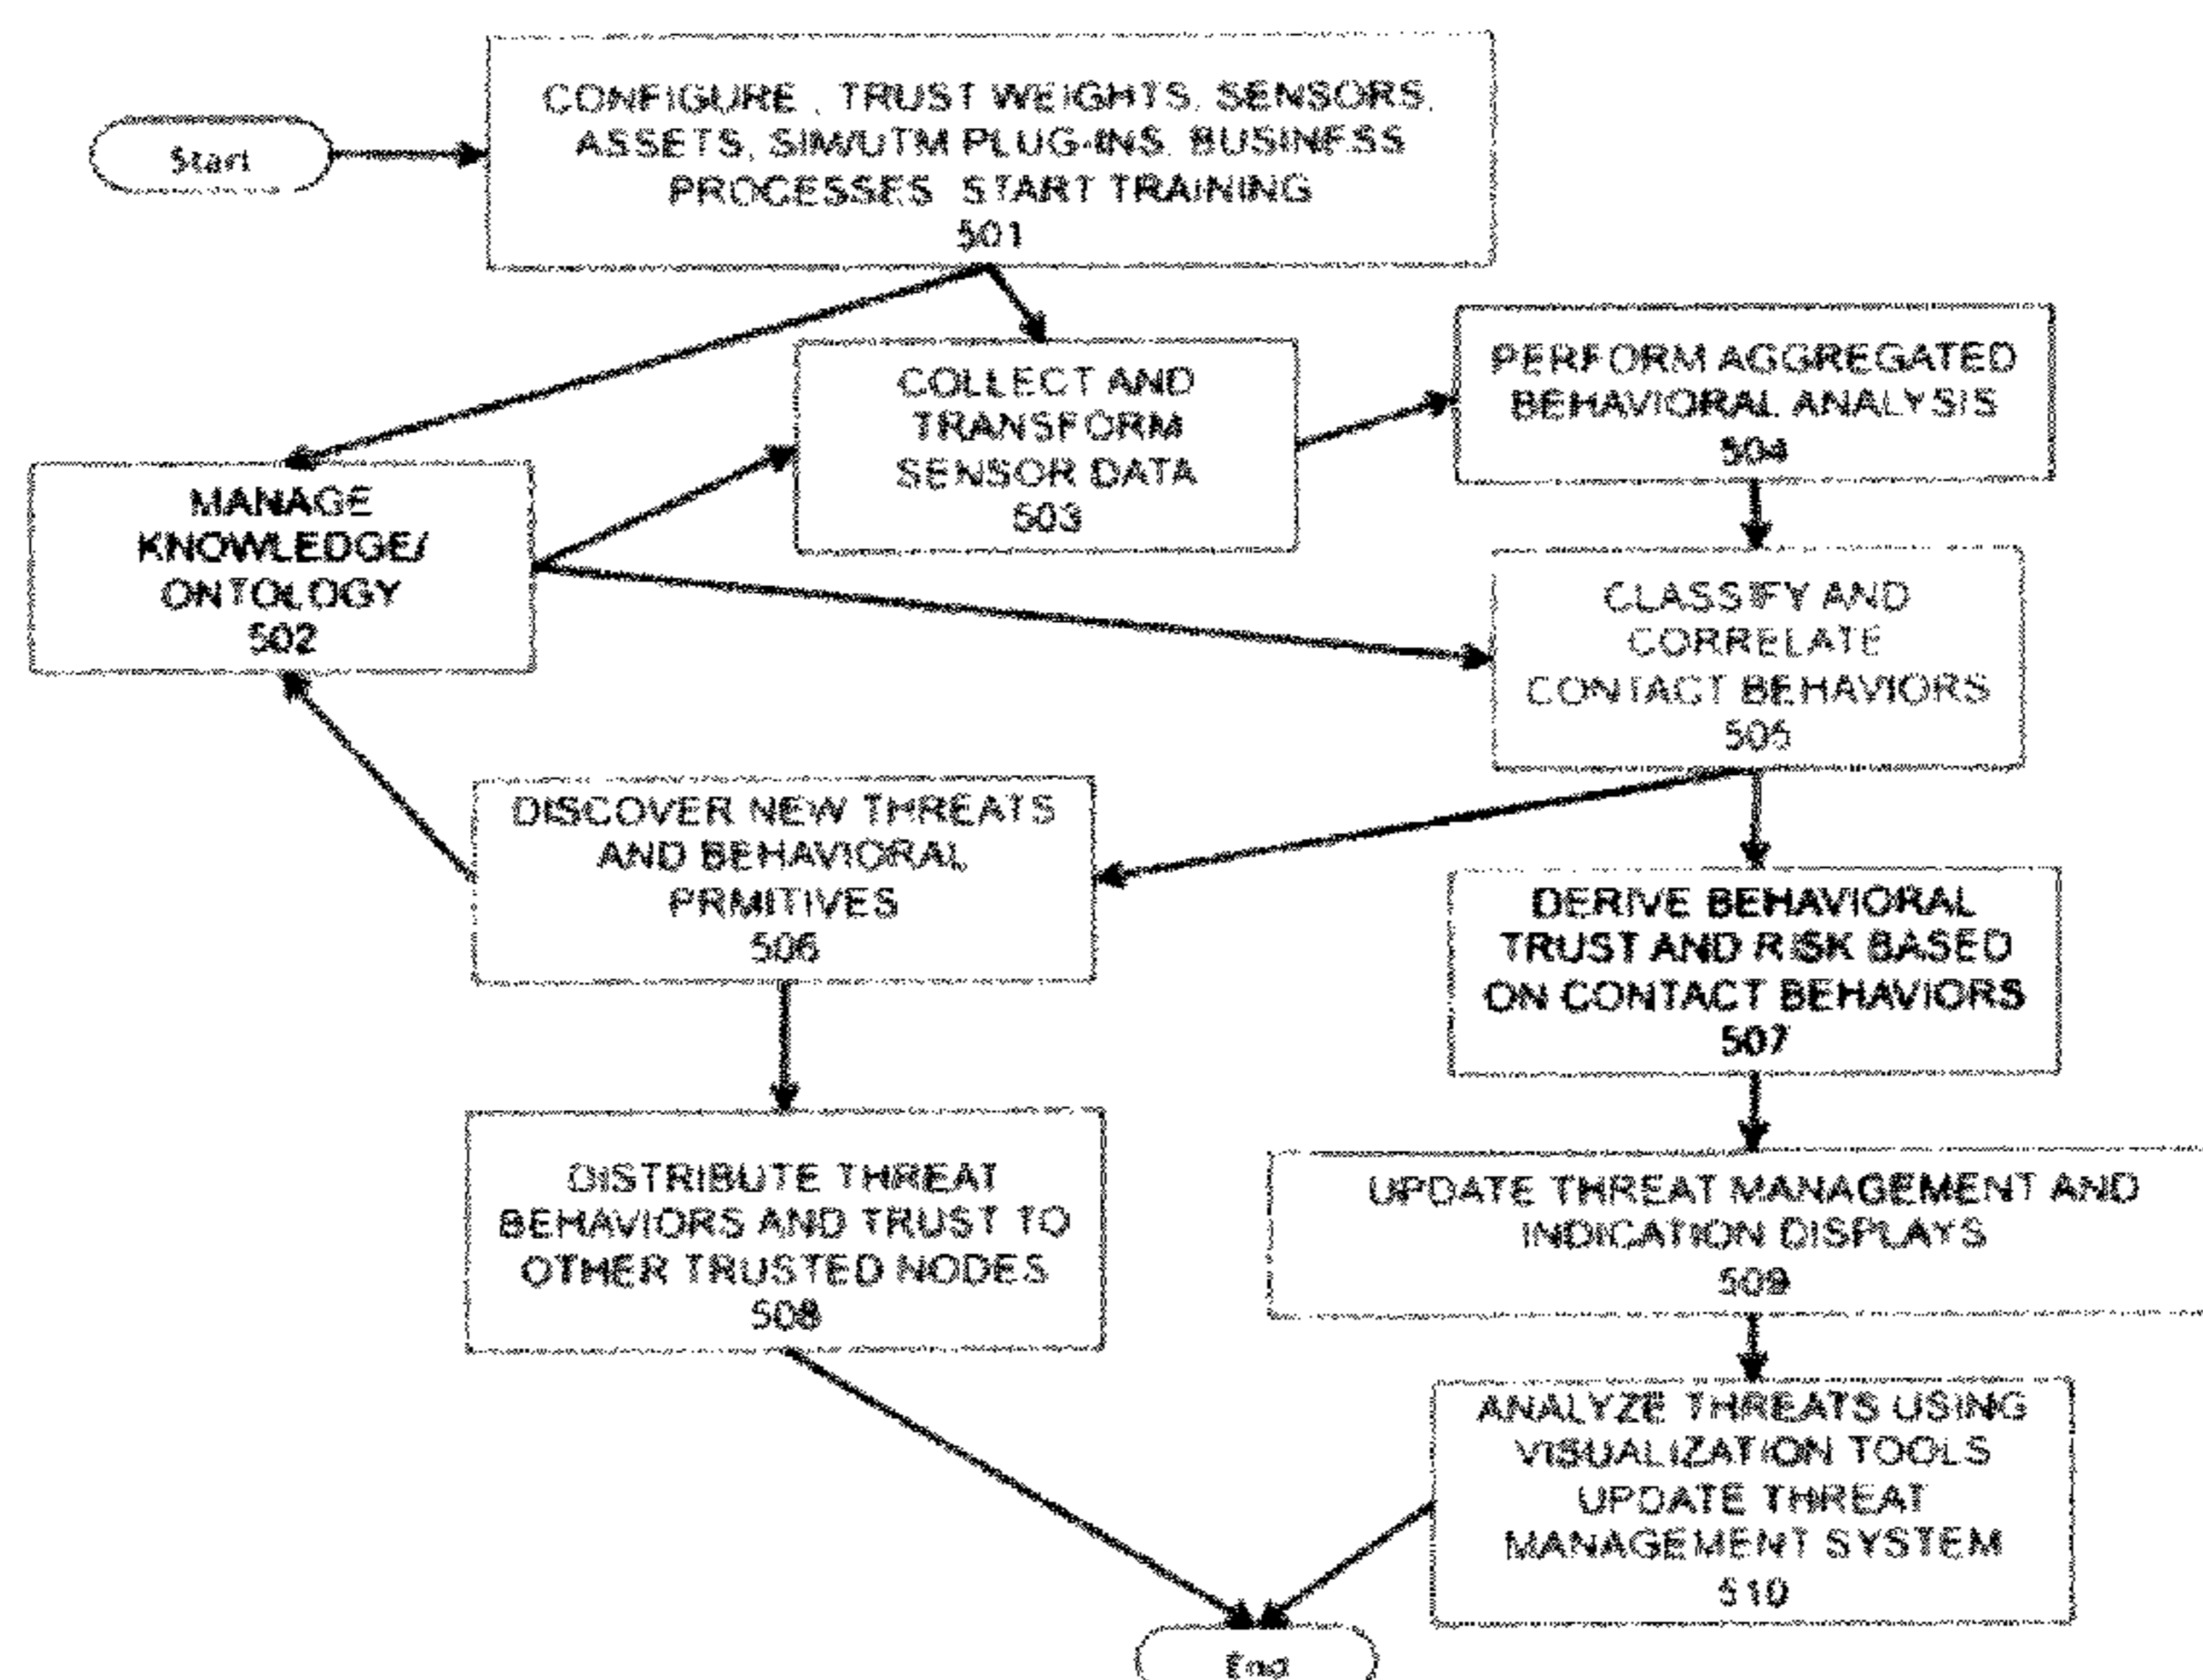 Start
CONFIGURE , TRUST WEIGHTS, SENSORS,
ASSETS, SIM/UTM PLUG-INS. BUSINESS
PROCESSES START TRAINING
501
COLLECT AND
TRANSFORM
SENSOR DATA
503
PERFORM AGGREGATED
BEHAVIORAL ANALYSIS
504
MANAGE
KNOWLEDGE/
ONTOLOGY
502
CLASSIFY AND
CORRELATE
CONTACT BEHAVIORS
505
DISCOVER NEW THREATS
AND BEHAVIORAL
PRMITIVES
506
DERIVE BEHAVIORAL
TRUST AND RISK BASED
ON CONTACT BEHAVIORS
507
DISTRIBUTE THREAT
BEHAVIORS AND TRUST TO
OTHER TRUSTED NODES
508
UPDATE THREAT MANAGEMENT AND
INDICATION DISPLAYS
509
ANALYZE THREATS USING
VISUALIZATION TOOLS
UPDATE THREAT
MANAGEMENT SYSTEM
510
End